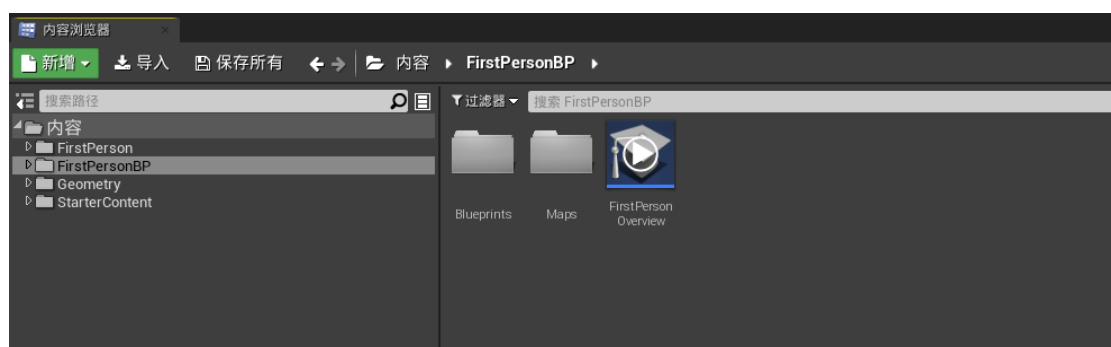 内容浏览器
新增 导入 保存所有 内容 FirstPersonBP
搜索路径
过滤器 搜索 FirstPersonBP
内容
FirstPerson
FirstPersonBP
Geometry
StarterContent
Blueprints Maps FirstPerson
Overview